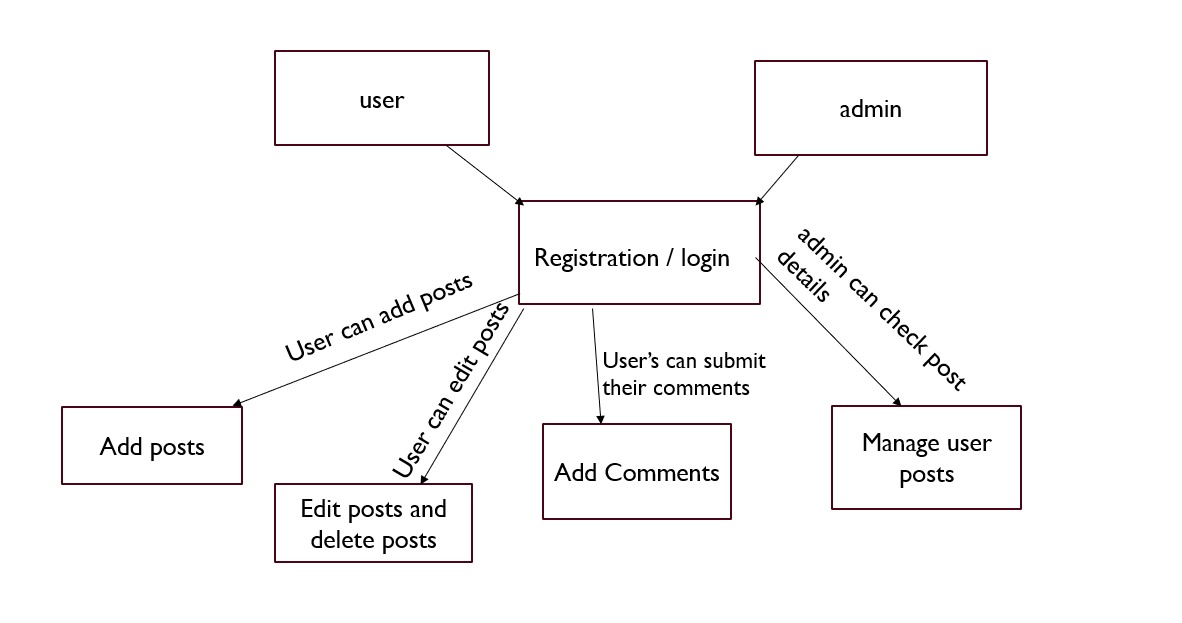 user
admin
Registration / login
User can add posts
User can edit posts
User's can submit
their comments
admin can check post
details
Add posts
Edit posts and
delete posts
Add Comments
Manage user
posts